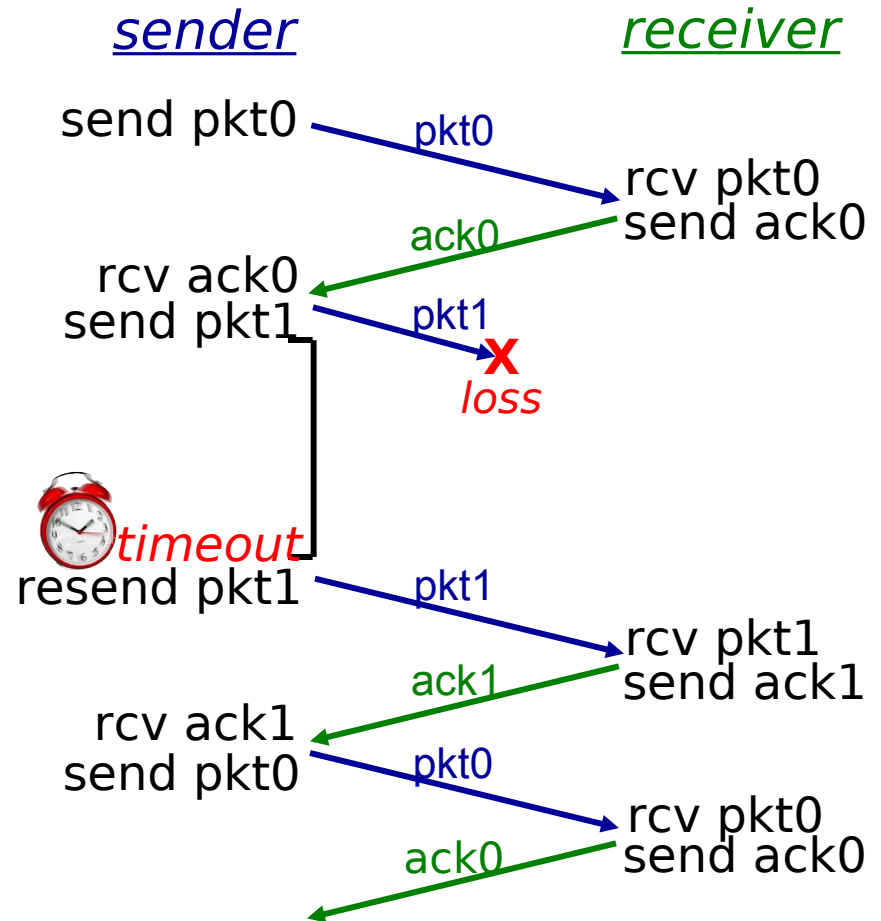 sender
receiver
send pkt0
pkt0
rcv pkt0
send ack0
ack0
rcv ack0
send pkt1
pkt1
X
loss
timeout
resend pkt1
pkt1
rcv pkt1
send ack1
ack1
rcv ack1
send pkt0
pkt0
rcv pkt0
send ack0
ack0